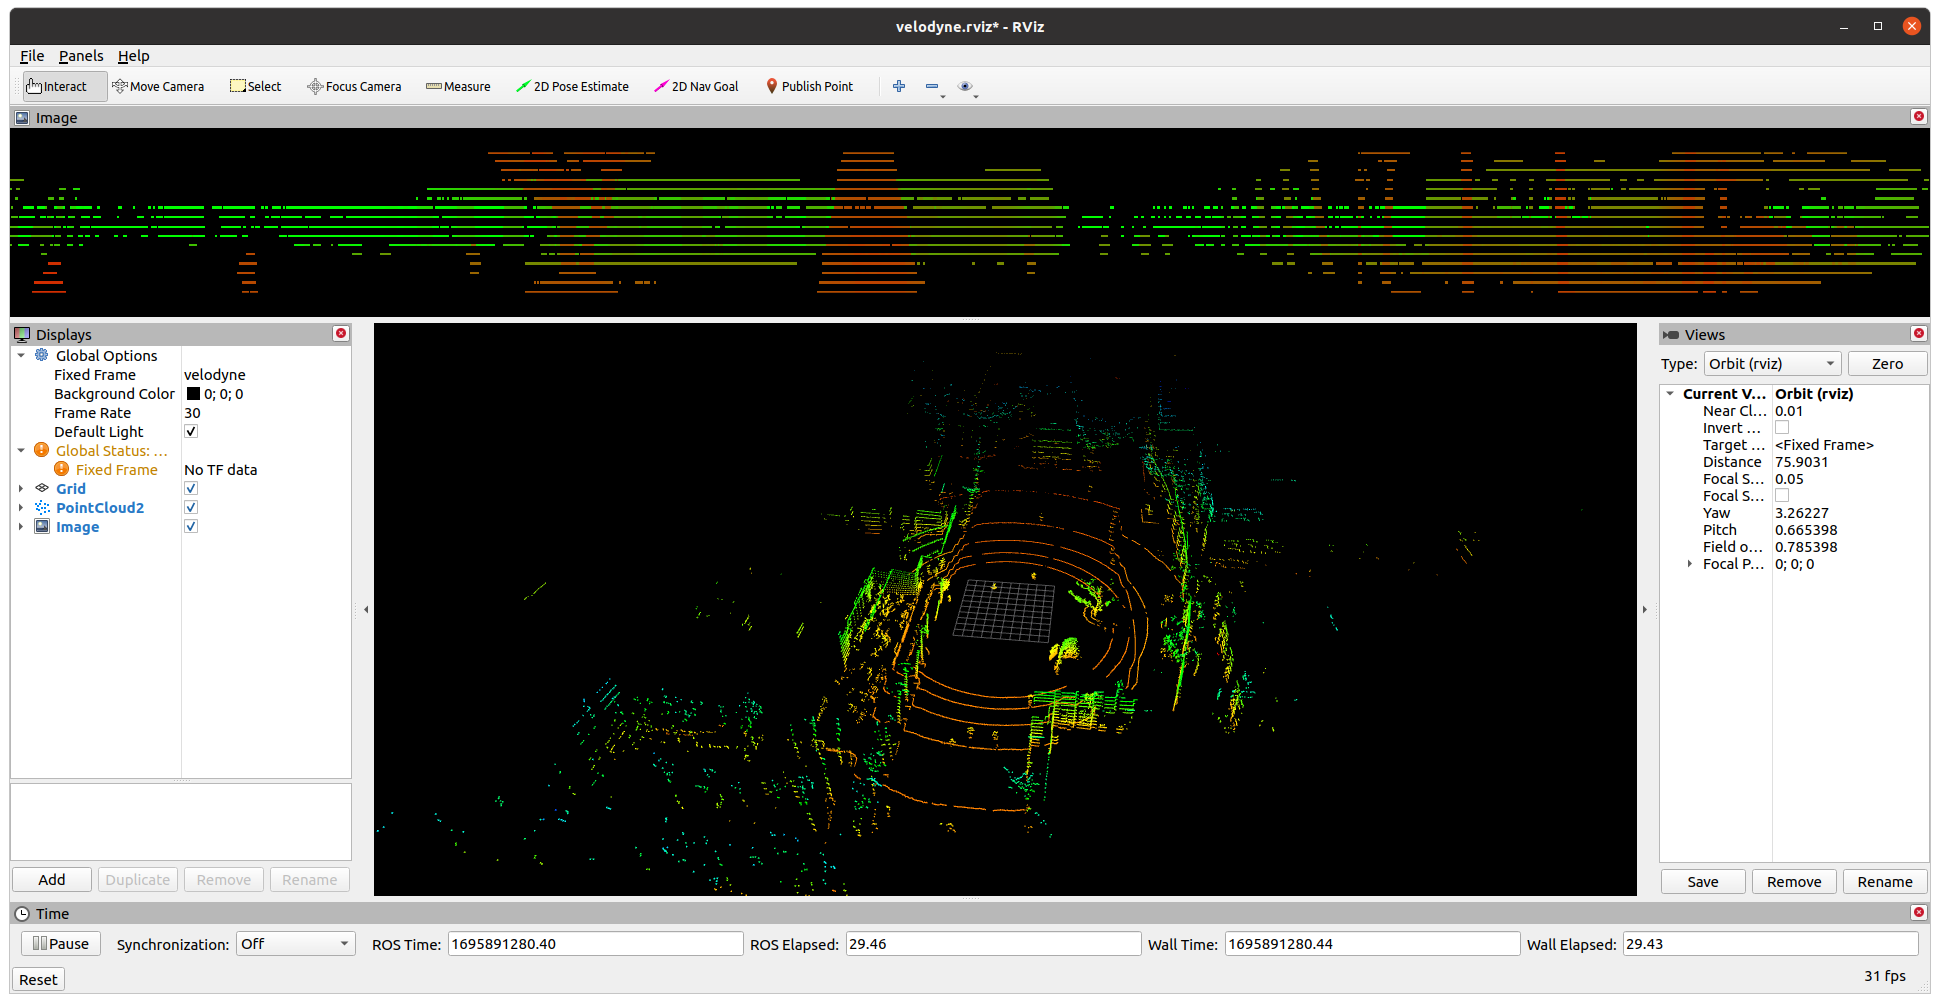 velodyne.rviz* - RViz
File Panels Help
Interact Move Camera Select Focus Camera Measure 2D Pose Estimate 2D Nav Goal Publish Point
Image
Displays
Global Options
Fixed Frame velodyne
Background Color 0; 0; 0
Frame Rate 30
Default Light
Global Status: ...
Fixed Frame No TF data
Grid
PointCloud2
Image
Add Duplicate Remove Rename
Views
Type: Orbit (rviz) Zero
Current V... Orbit (rviz)
Near Cl... 0.01
Invert ...
Target ... <Fixed Frame>
Distance 75.9031
Focal S... 0.05
Focal S...
Yaw 3.26227
Pitch 0.665398
Field o... 0.785398
Focal P... 0; 0; 0
Save Remove Rename
Time
Pause Synchronization: Off ROS Time: 1695891280.40 ROS Elapsed: 29.46 Wall Time: 1695891280.44 Wall Elapsed: 29.43
Reset 31 fps